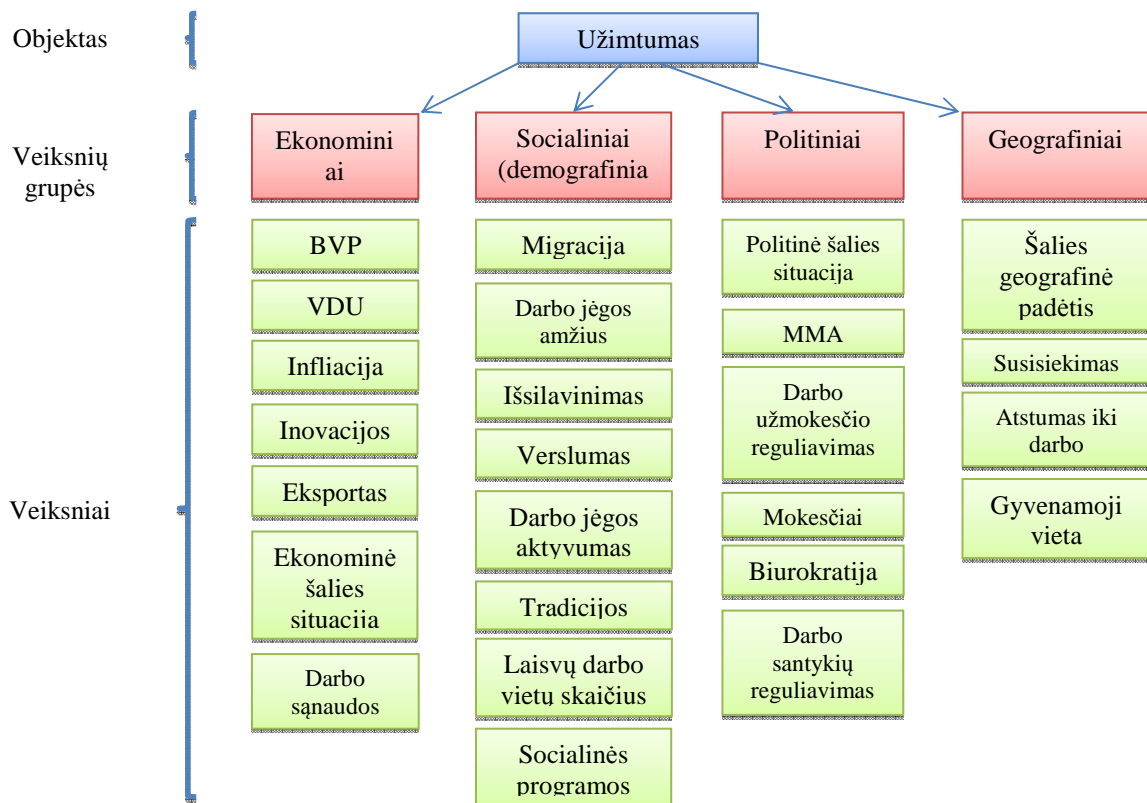 Objektas
Užimtumas
Veiksnių
grupės
Ekonomini
ai
Socialiniai
(demografinia
Politiniai
Geografiniai
Veiksniai
BVP
VDU
Infliacija
Inovacijos
Eksportas
Ekonominė
šalies
situacija
Darbo
sąnaudos
Migracija
Darbo jėgos
amžius
Išsilavinimas
Verslumas
Darbo jėgos
aktyvumas
Tradicijos
Laisvų darbo
vietų skaičius
Socialinės
programos
Politinė šalies
situacija
MMA
Darbo
užmokesčio
reguliavimas
Mokesčiai
Biurokratija
Darbo
santykių
reguliavimas
Šalies
geografinė
padėtis
Susisiekimas
Atstumas iki
darbo
Gyvenamoji
vieta